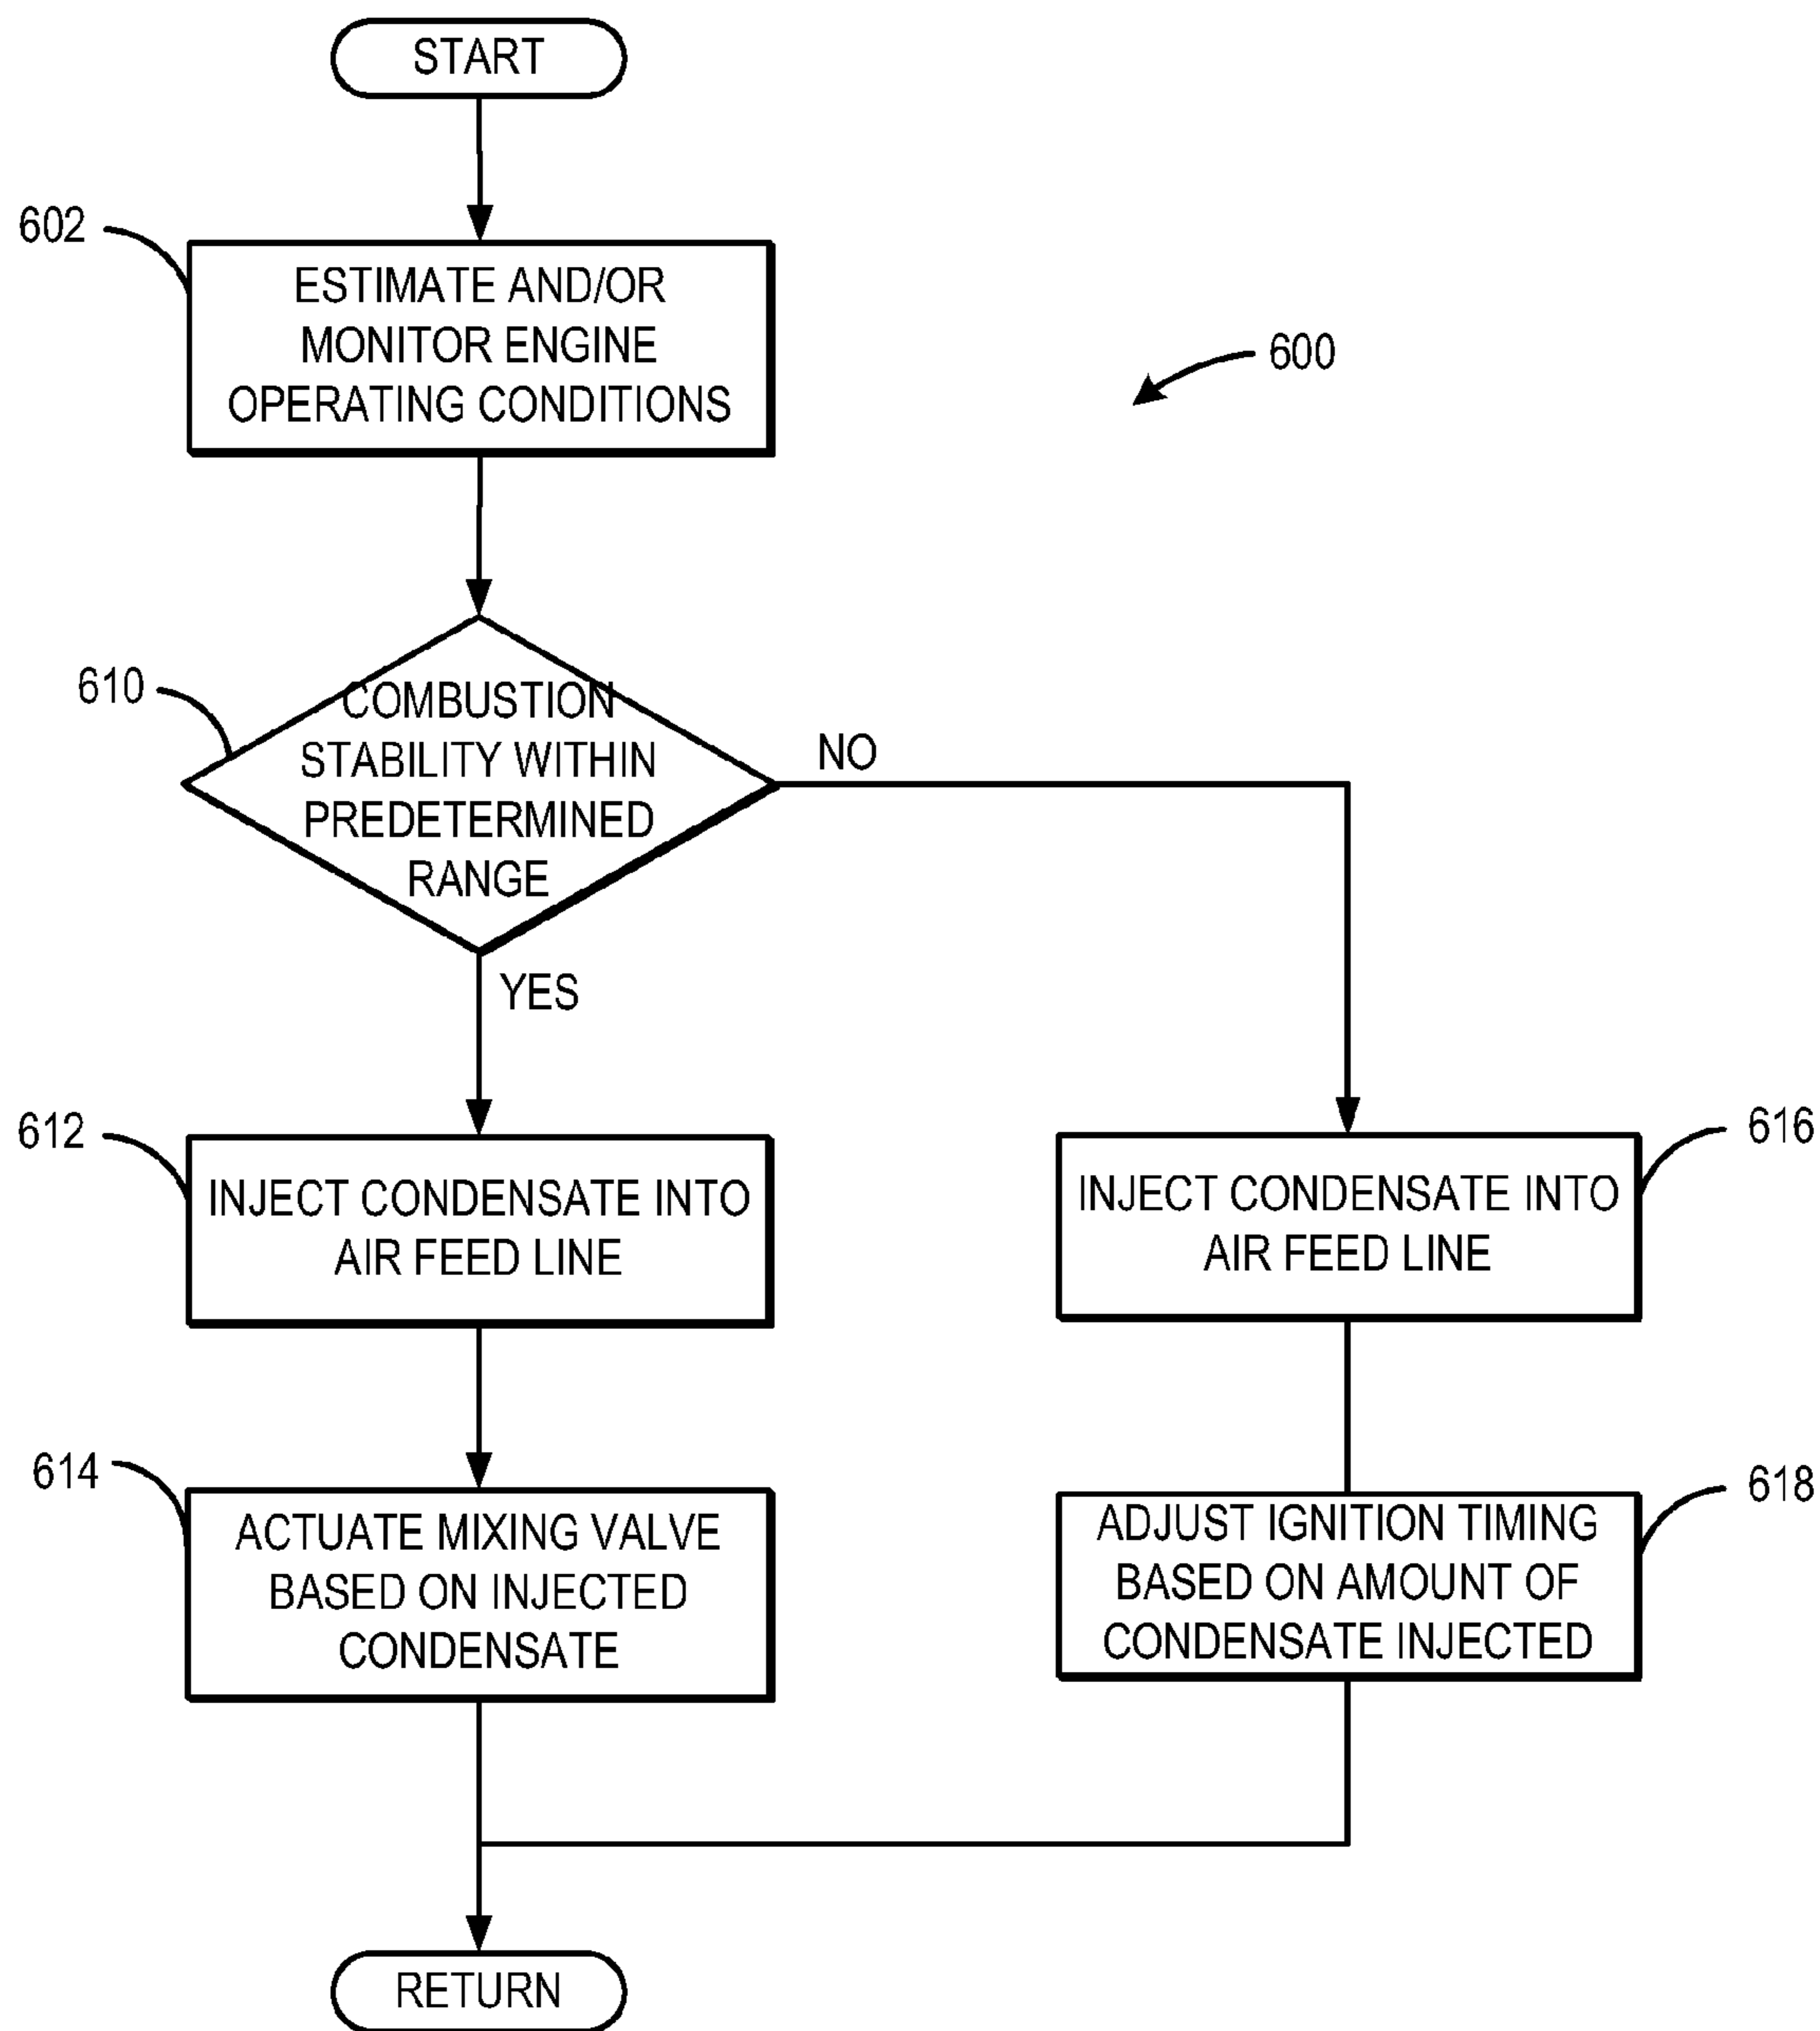 START
602
ESTIMATE AND/OR
MONITOR ENGINE
OPERATING CONDITIONS
600
610
COMBUSTION
STABILITY WITHIN
PREDETERMINED
RANGE
NO
YES
612
INJECT CONDENSATE INTO
AIR FEED LINE
616
INJECT CONDENSATE INTO
AIR FEED LINE
614
ACTUATE MIXING VALVE
BASED ON INJECTED
CONDENSATE
618
ADJUST IGNITION TIMING
BASED ON AMOUNT OF
CONDENSATE INJECTED
RETURN